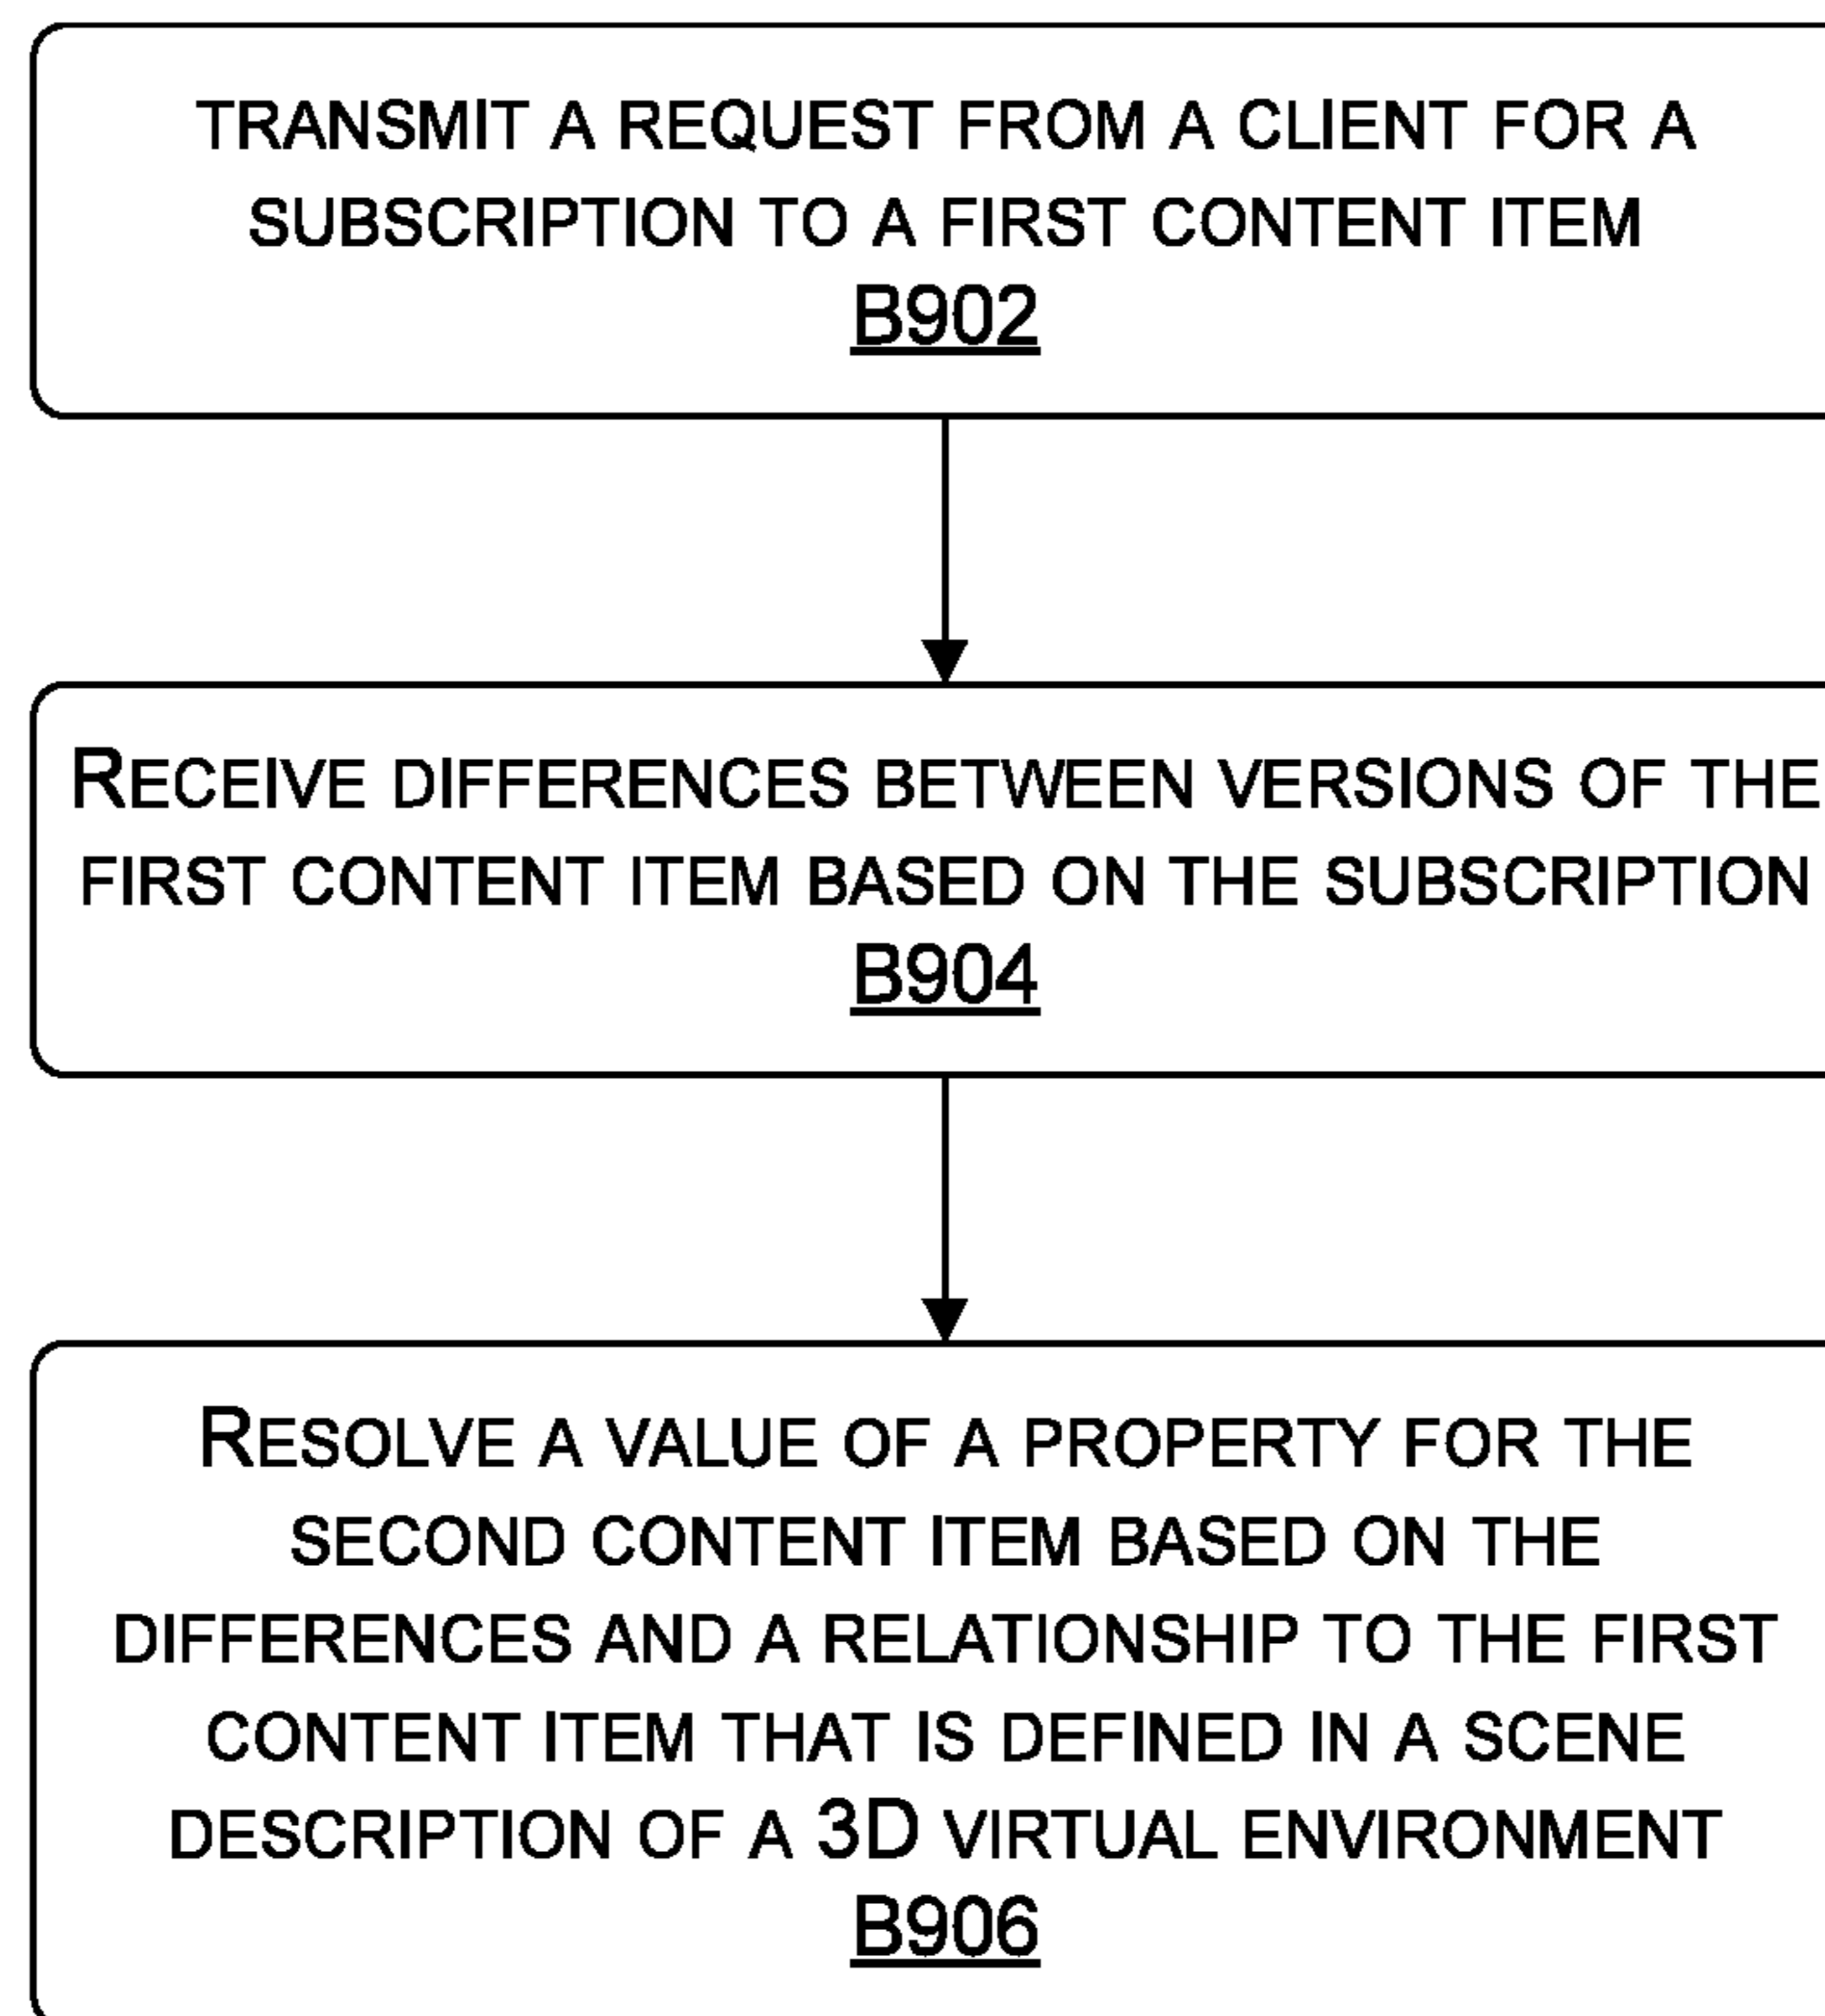 TRANSMIT A REQUEST FROM A CLIENT FOR A
SUBSCRIPTION TO A FIRST CONTENT ITEM
B902
RECEIVE DIFFERENCES BETWEEN VERSIONS OF THE
FIRST CONTENT ITEM BASED ON THE SUBSCRIPTION
B904
RESOLVE A VALUE OF A PROPERTY FOR THE
SECOND CONTENT ITEM BASED ON THE
DIFFERENCES AND A RELATIONSHIP TO THE FIRST
CONTENT ITEM THAT IS DEFINED IN A SCENE
DESCRIPTION OF A 3D VIRTUAL ENVIRONMENT
B906